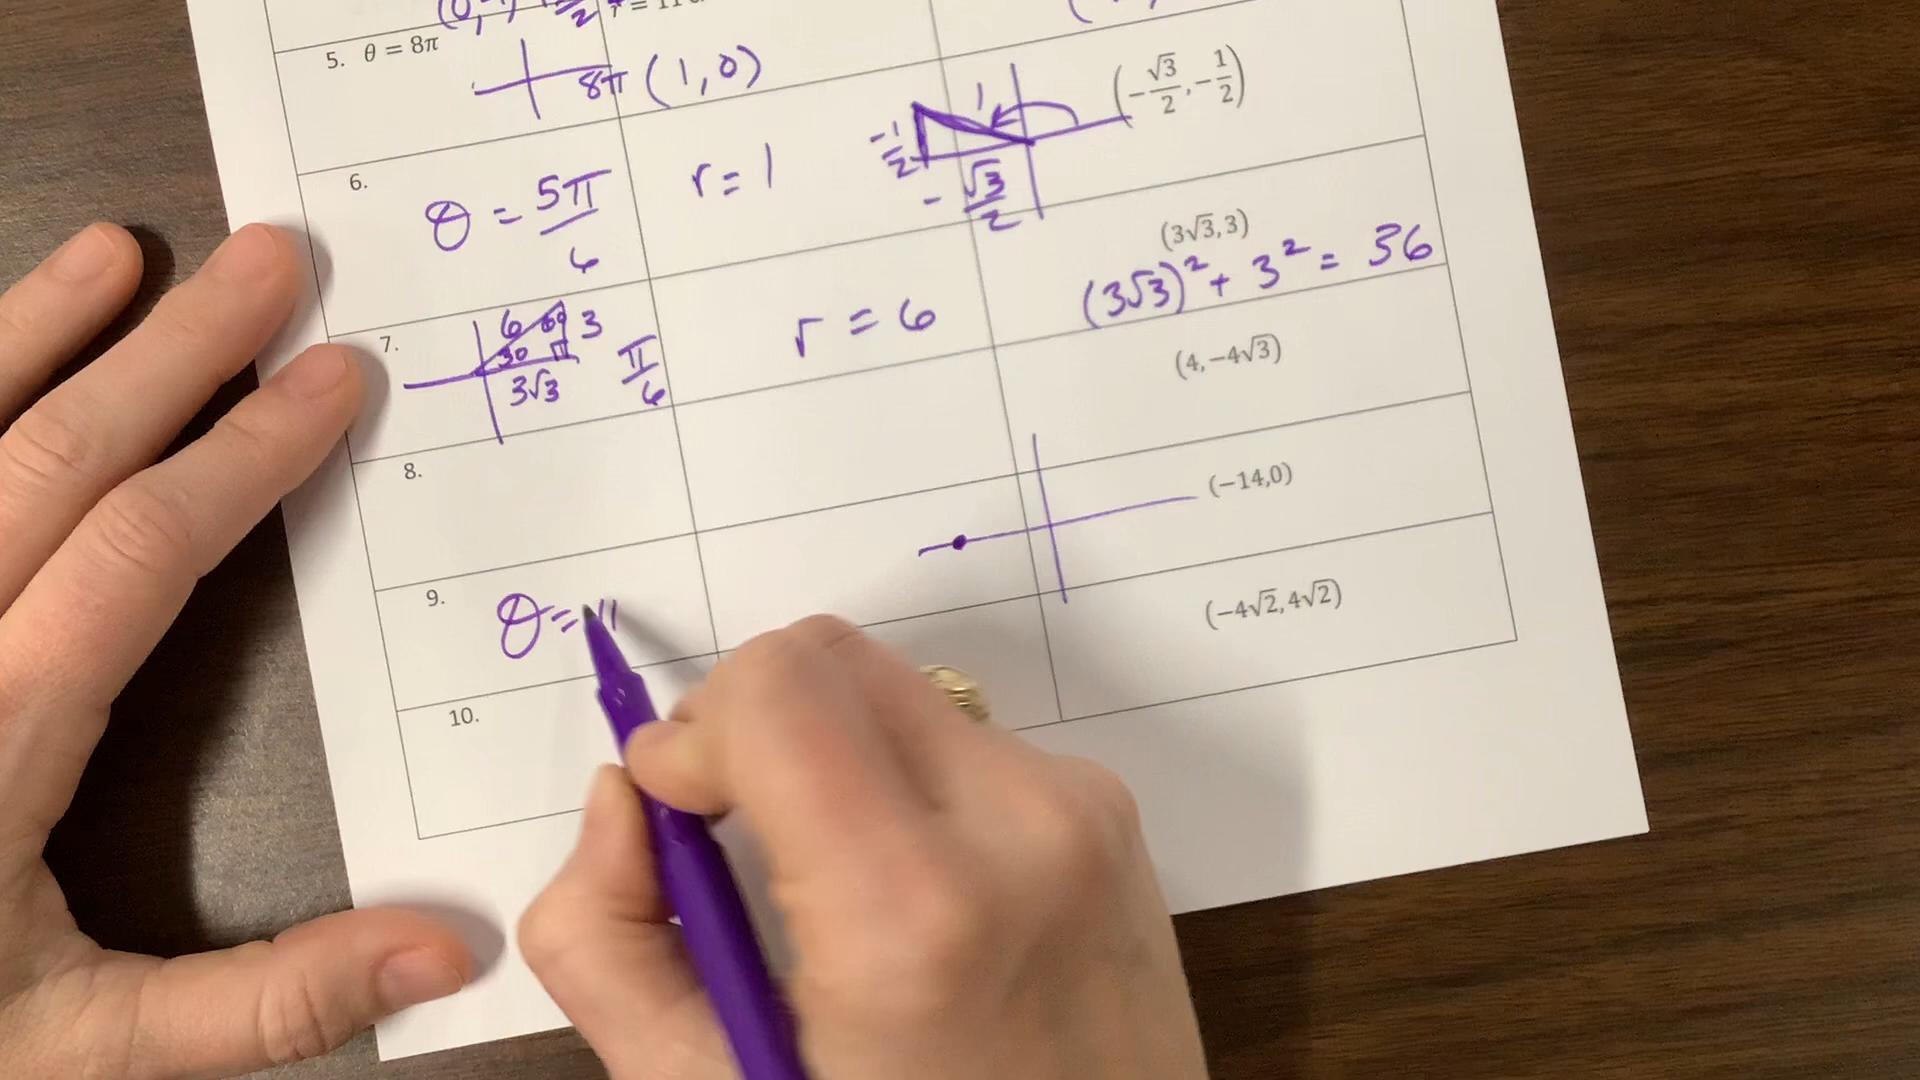 5. θ = 8π
8π (1, 0)
6.
θ = 5π/6
r = 1
1
-1/2
-√3/2
(-√3/2, -1/2)
7.
6 60 3
30
3√3
π/6
r = 6
(3√3, 3)
(3√3)² + 3² = 36
8.
(4, -4√3)
9.
θ =
(-14,0)
10.
(-4√2, 4√2)